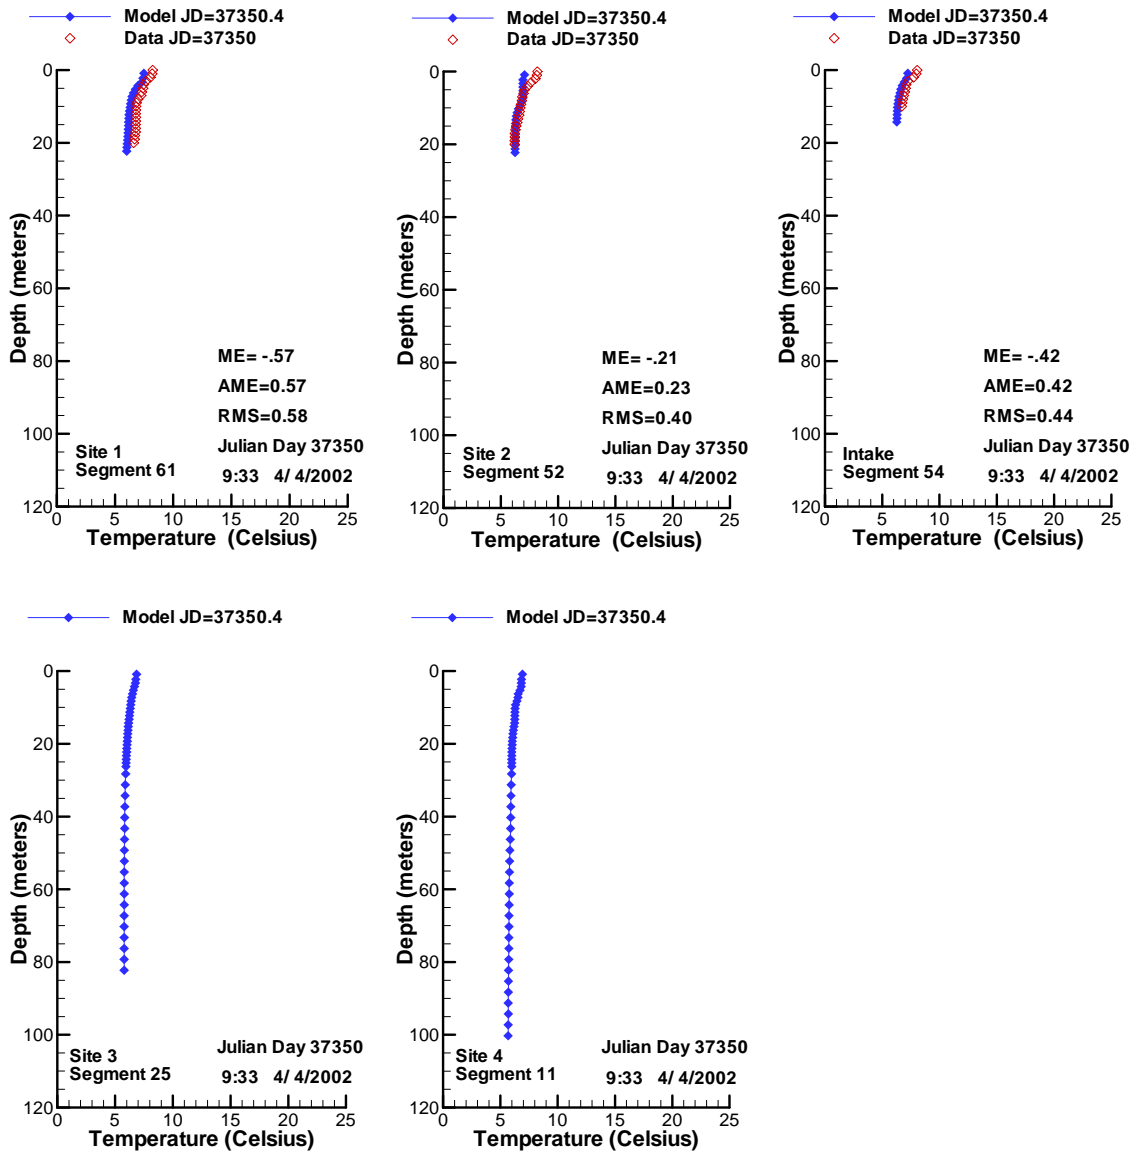 Model JD=37350.4
Data JD=37350
0
20
40
60
80
100
120
Depth (meters)
ME= -.57
AME=0.57
RMS=0.58
Site 1
Segment 61
Julian Day 37350
9:33 4/ 4/2002
0 5 10 15 20 25
Temperature (Celsius)
Model JD=37350.4
Data JD=37350
0
20
40
60
80
100
120
Depth (meters)
ME= -.21
AME=0.23
RMS=0.40
Site 2
Segment 52
Julian Day 37350
9:33 4/ 4/2002
0 5 10 15 20 25
Temperature (Celsius)
Model JD=37350.4
Data JD=37350
0
20
40
60
80
100
120
Depth (meters)
ME= -.42
AME=0.42
RMS=0.44
Intake
Segment 54
Julian Day 37350
9:33 4/ 4/2002
0 5 10 15 20 25
Temperature (Celsius)
Model JD=37350.4
0
20
40
60
80
100
120
Depth (meters)
Site 3
Segment 25
Julian Day 37350
9:33 4/ 4/2002
0 5 10 15 20 25
Temperature (Celsius)
Model JD=37350.4
0
20
40
60
80
100
120
Depth (meters)
Site 4
Segment 11
Julian Day 37350
9:33 4/ 4/2002
0 5 10 15 20 25
Temperature (Celsius)